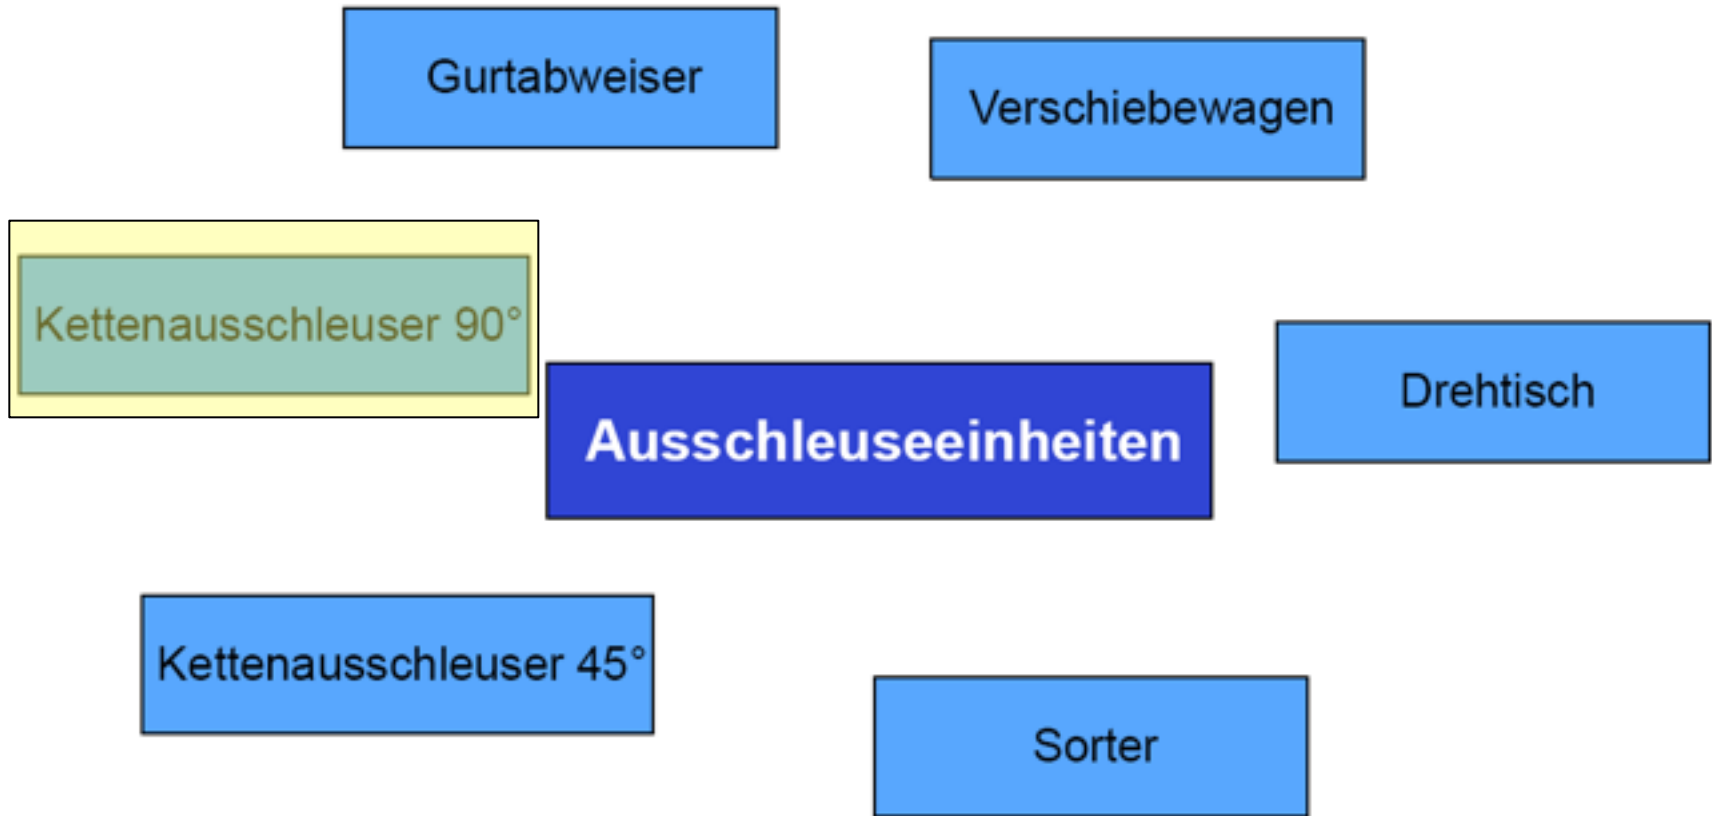 Gurtabweiser
Verschiebewagen
Kettenausschleuser 90°
Drehtisch
Ausschleuseeinheiten
Kettenausschleuser 45°
Sorter